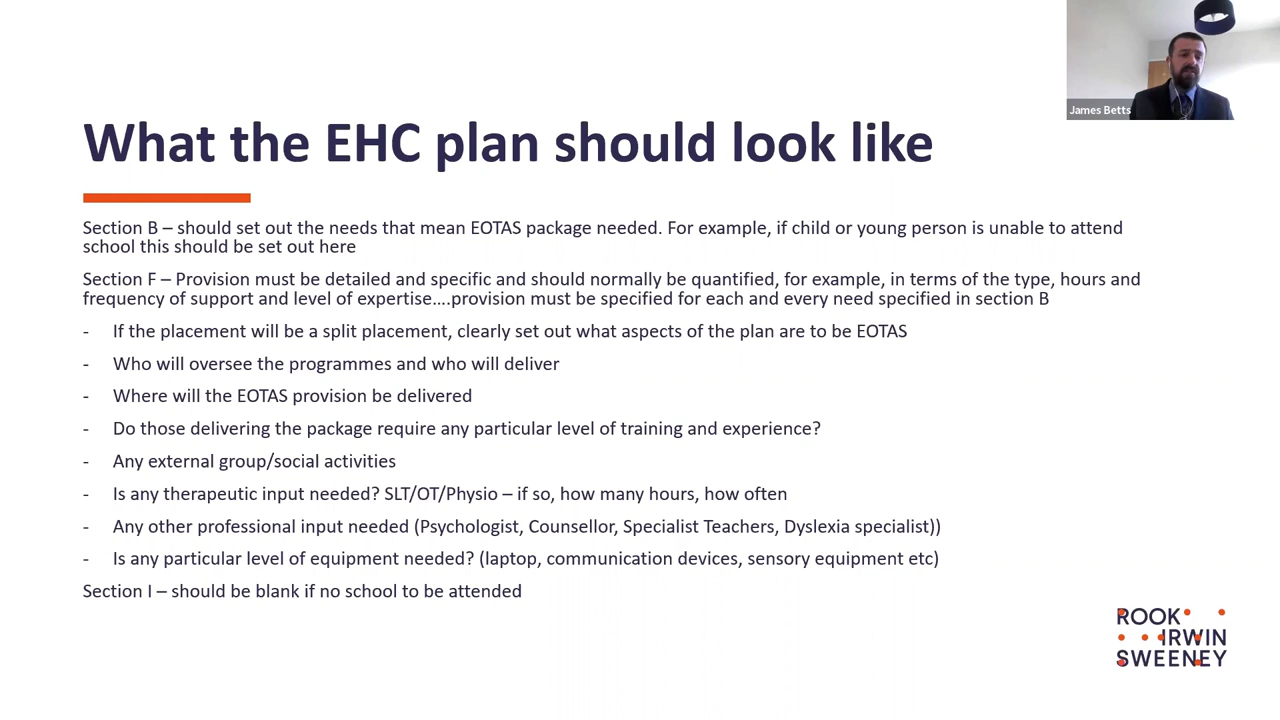 James Betts
What the EHC plan should look like
Section B – should set out the needs that mean EOTAS package needed. For example, if child or young person is unable to attend
school this should be set out here
Section F – Provision must be detailed and specific and should normally be quantified, for example, in terms of the type, hours and
frequency of support and level of expertise....provision must be specified for each and every need specified in section B
- If the placement will be a split placement, clearly set out what aspects of the plan are to be EOTAS
- Who will oversee the programmes and who will deliver
- Where will the EOTAS provision be delivered
- Do those delivering the package require any particular level of training and experience?
- Any external group/social activities
- Is any therapeutic input needed? SLT/OT/Physio – if so, how many hours, how often
- Any other professional input needed (Psychologist, Counsellor, Specialist Teachers, Dyslexia specialist))
- Is any particular level of equipment needed? (laptop, communication devices, sensory equipment etc)
Section I – should be blank if no school to be attended
ROOK
IRWIN
SWEENEY